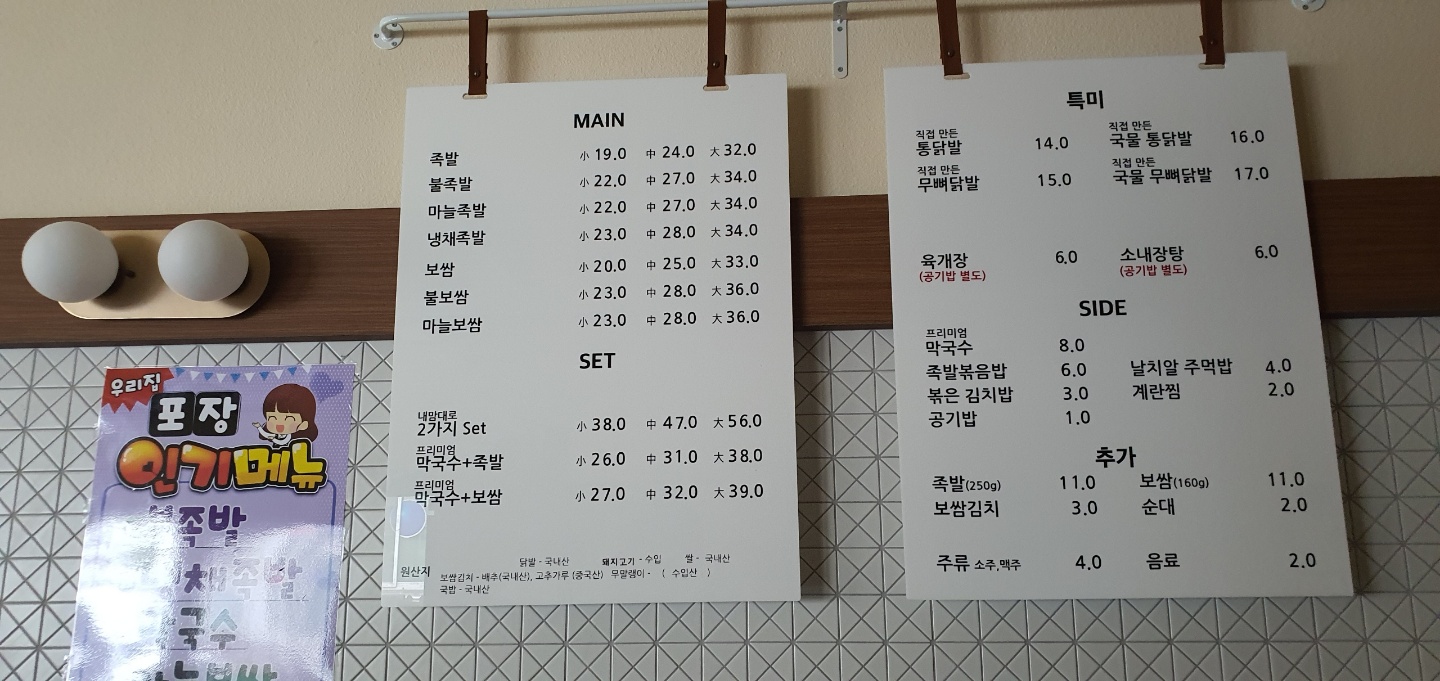 MAIN
족발 小 19.0 中 24.0 大 32.0
불족발 小 22.0 中 27.0 大 34.0
마늘족발 小 22.0 中 27.0 大 34.0
냉채족발 小 23.0 中 28.0 大 34.0
보쌈 小 20.0 中 25.0 大 33.0
불보쌈 小 23.0 中 28.0 大 36.0
마늘보쌈 小 23.0 中 28.0 大 36.0
SET
내맘대로
2가지 Set 小 38.0 中 47.0 大 56.0
프리미엄
막국수+족발 小 26.0 中 31.0 大 38.0
프리미엄
막국수+보쌈 小 27.0 中 32.0 大 39.0
닭발 - 국내산 돼지고기 - 수입 쌀 - 국내산
원산지 보쌈김치 - 배추(국내산), 고추가루 (중국산) 무말랭이 - ( 수입산 )
국밥 - 국내산
특미
직접 만든 직접 만든
통닭발 14.0 국물 통닭발 16.0
직접 만든 직접 만든
무뼈닭발 15.0 국물 무뼈닭발 17.0
육개장 6.0 소내장탕 6.0
(공기밥 별도) (공기밥 별도)
SIDE
프리미엄
막국수 8.0
족발볶음밥 6.0 날치알 주먹밥 4.0
볶은 김치밥 3.0 계란찜 2.0
공기밥 1.0
추가
족발(250g) 11.0 보쌈(160g) 11.0
보쌈김치 3.0 순대 2.0
주류 소주,맥주 4.0 음료 2.0
우리집
포장
인기메뉴
족발
채족발
국수